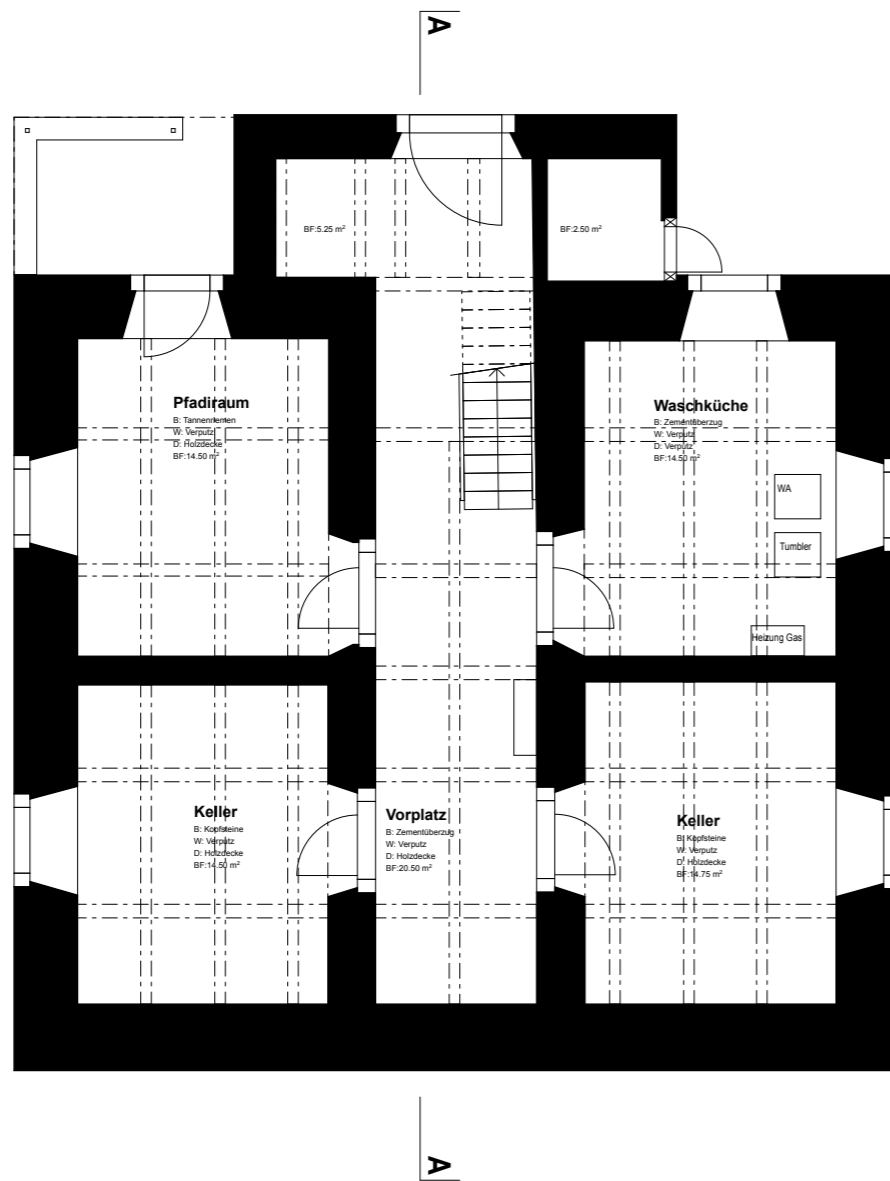 A
BF:5.25 m²
BF:2.50 m²
Pfadiraum
B: Tannenriemen
W: Verputz
D: Holzdecke
BF:14.50 m²
Waschküche
B: Zementüberzug
W: Verputz
D: Verputz
BF:14.50 m²
WA
Tumbler
Heizung Gas
Keller
B: Kopfsteine
W: Verputz
D: Holzdecke
BF:14.50 m²
Vorplatz
B: Zementüberzug
W: Verputz
D: Holzdecke
BF:20.50 m²
Keller
B: Kopfsteine
W: Verputz
D: Holzdecke
BF:14.75 m²
A